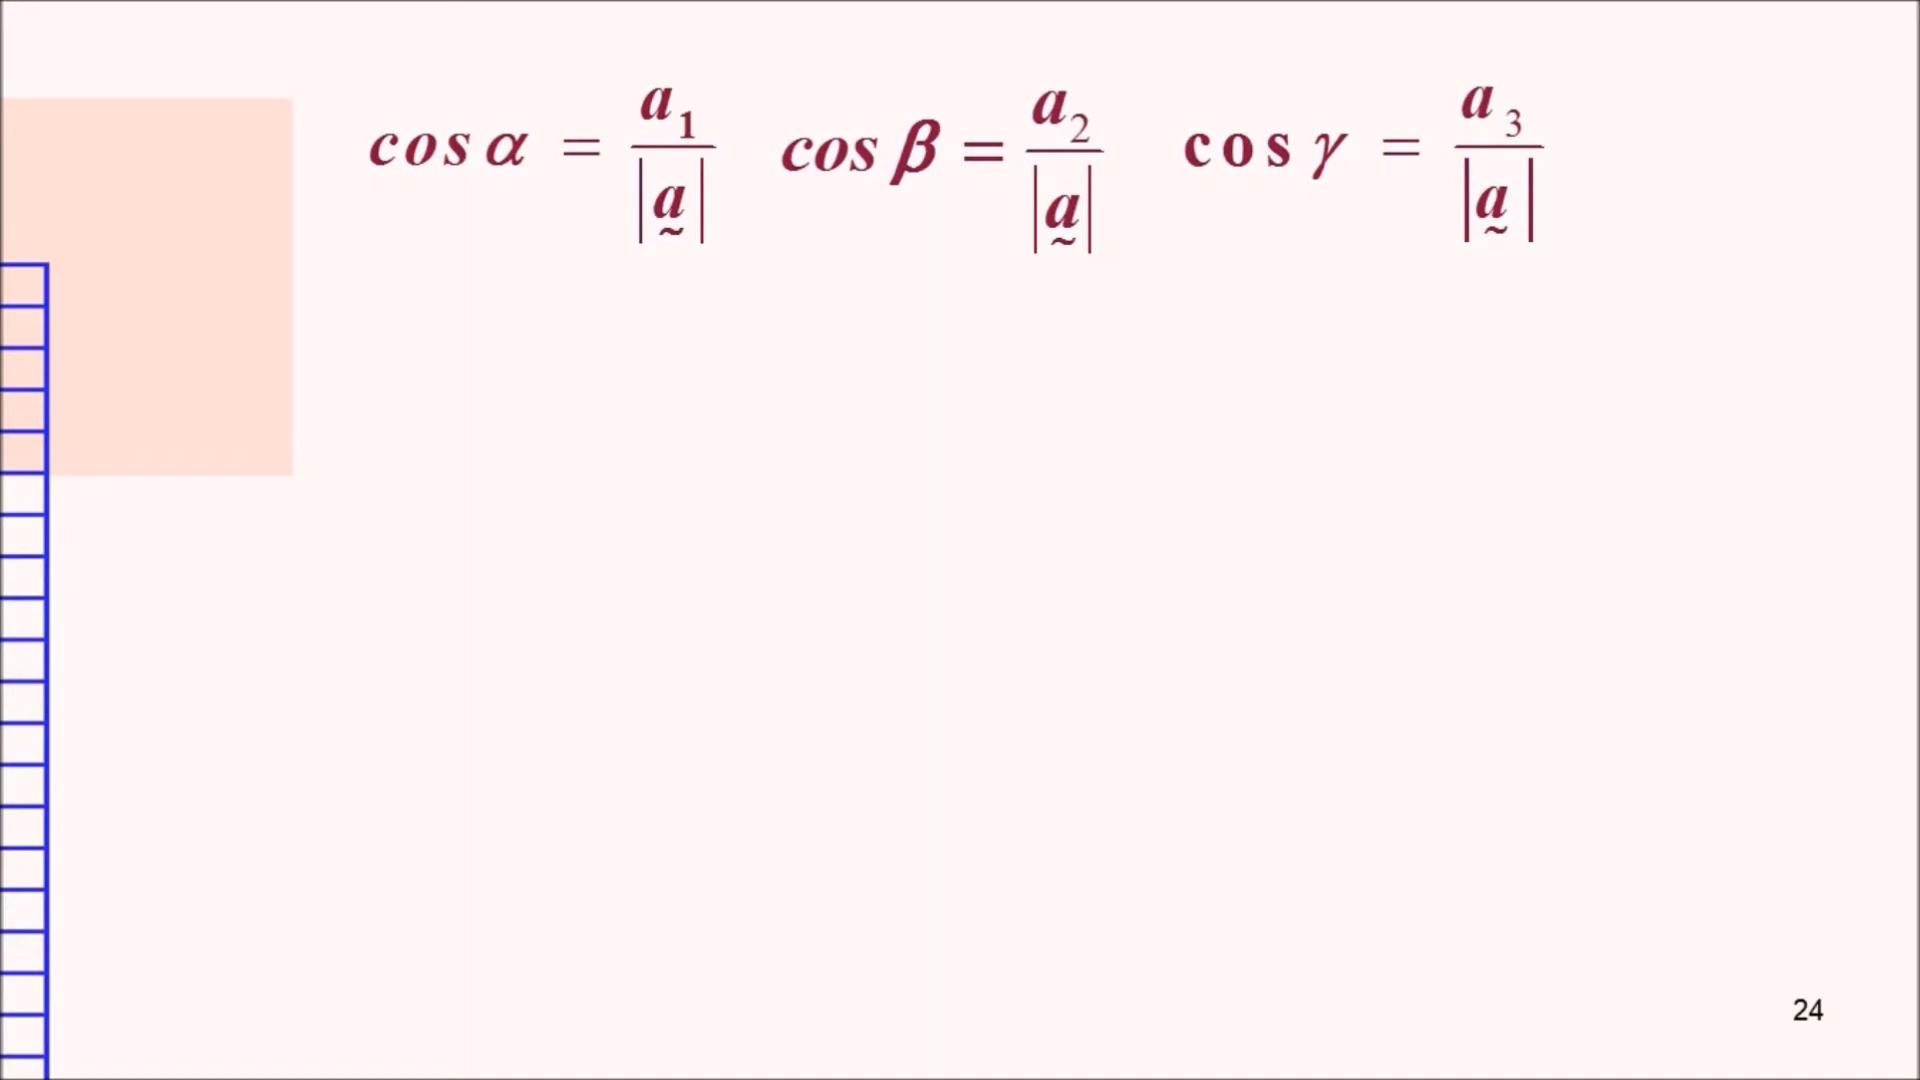 cos α = a₁ / |a̰| cos β = a₂ / |a̰| cos γ = a₃ / |a̰|
24